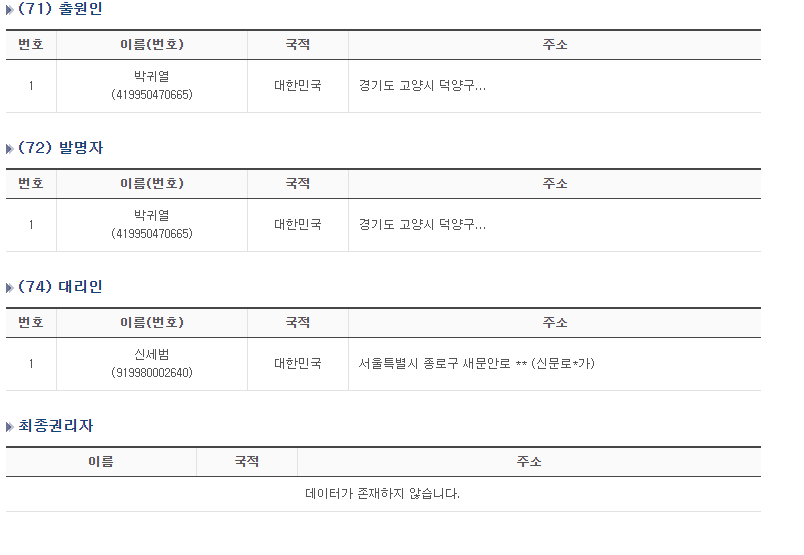 (71) 출원인
번호 이름(번호) 국적 주소
1 박귀열 (419950470665) 대한민국 경기도 고양시 덕양구...
(72) 발명자
번호 이름(번호) 국적 주소
1 박귀열 (419950470665) 대한민국 경기도 고양시 덕양구...
(74) 대리인
번호 이름(번호) 국적 주소
1 신세범 (919980002640) 대한민국 서울특별시 종로구 새문안로 ** (신문로*가)
최종권리자
이름 국적 주소
데이터가 존재하지 않습니다.